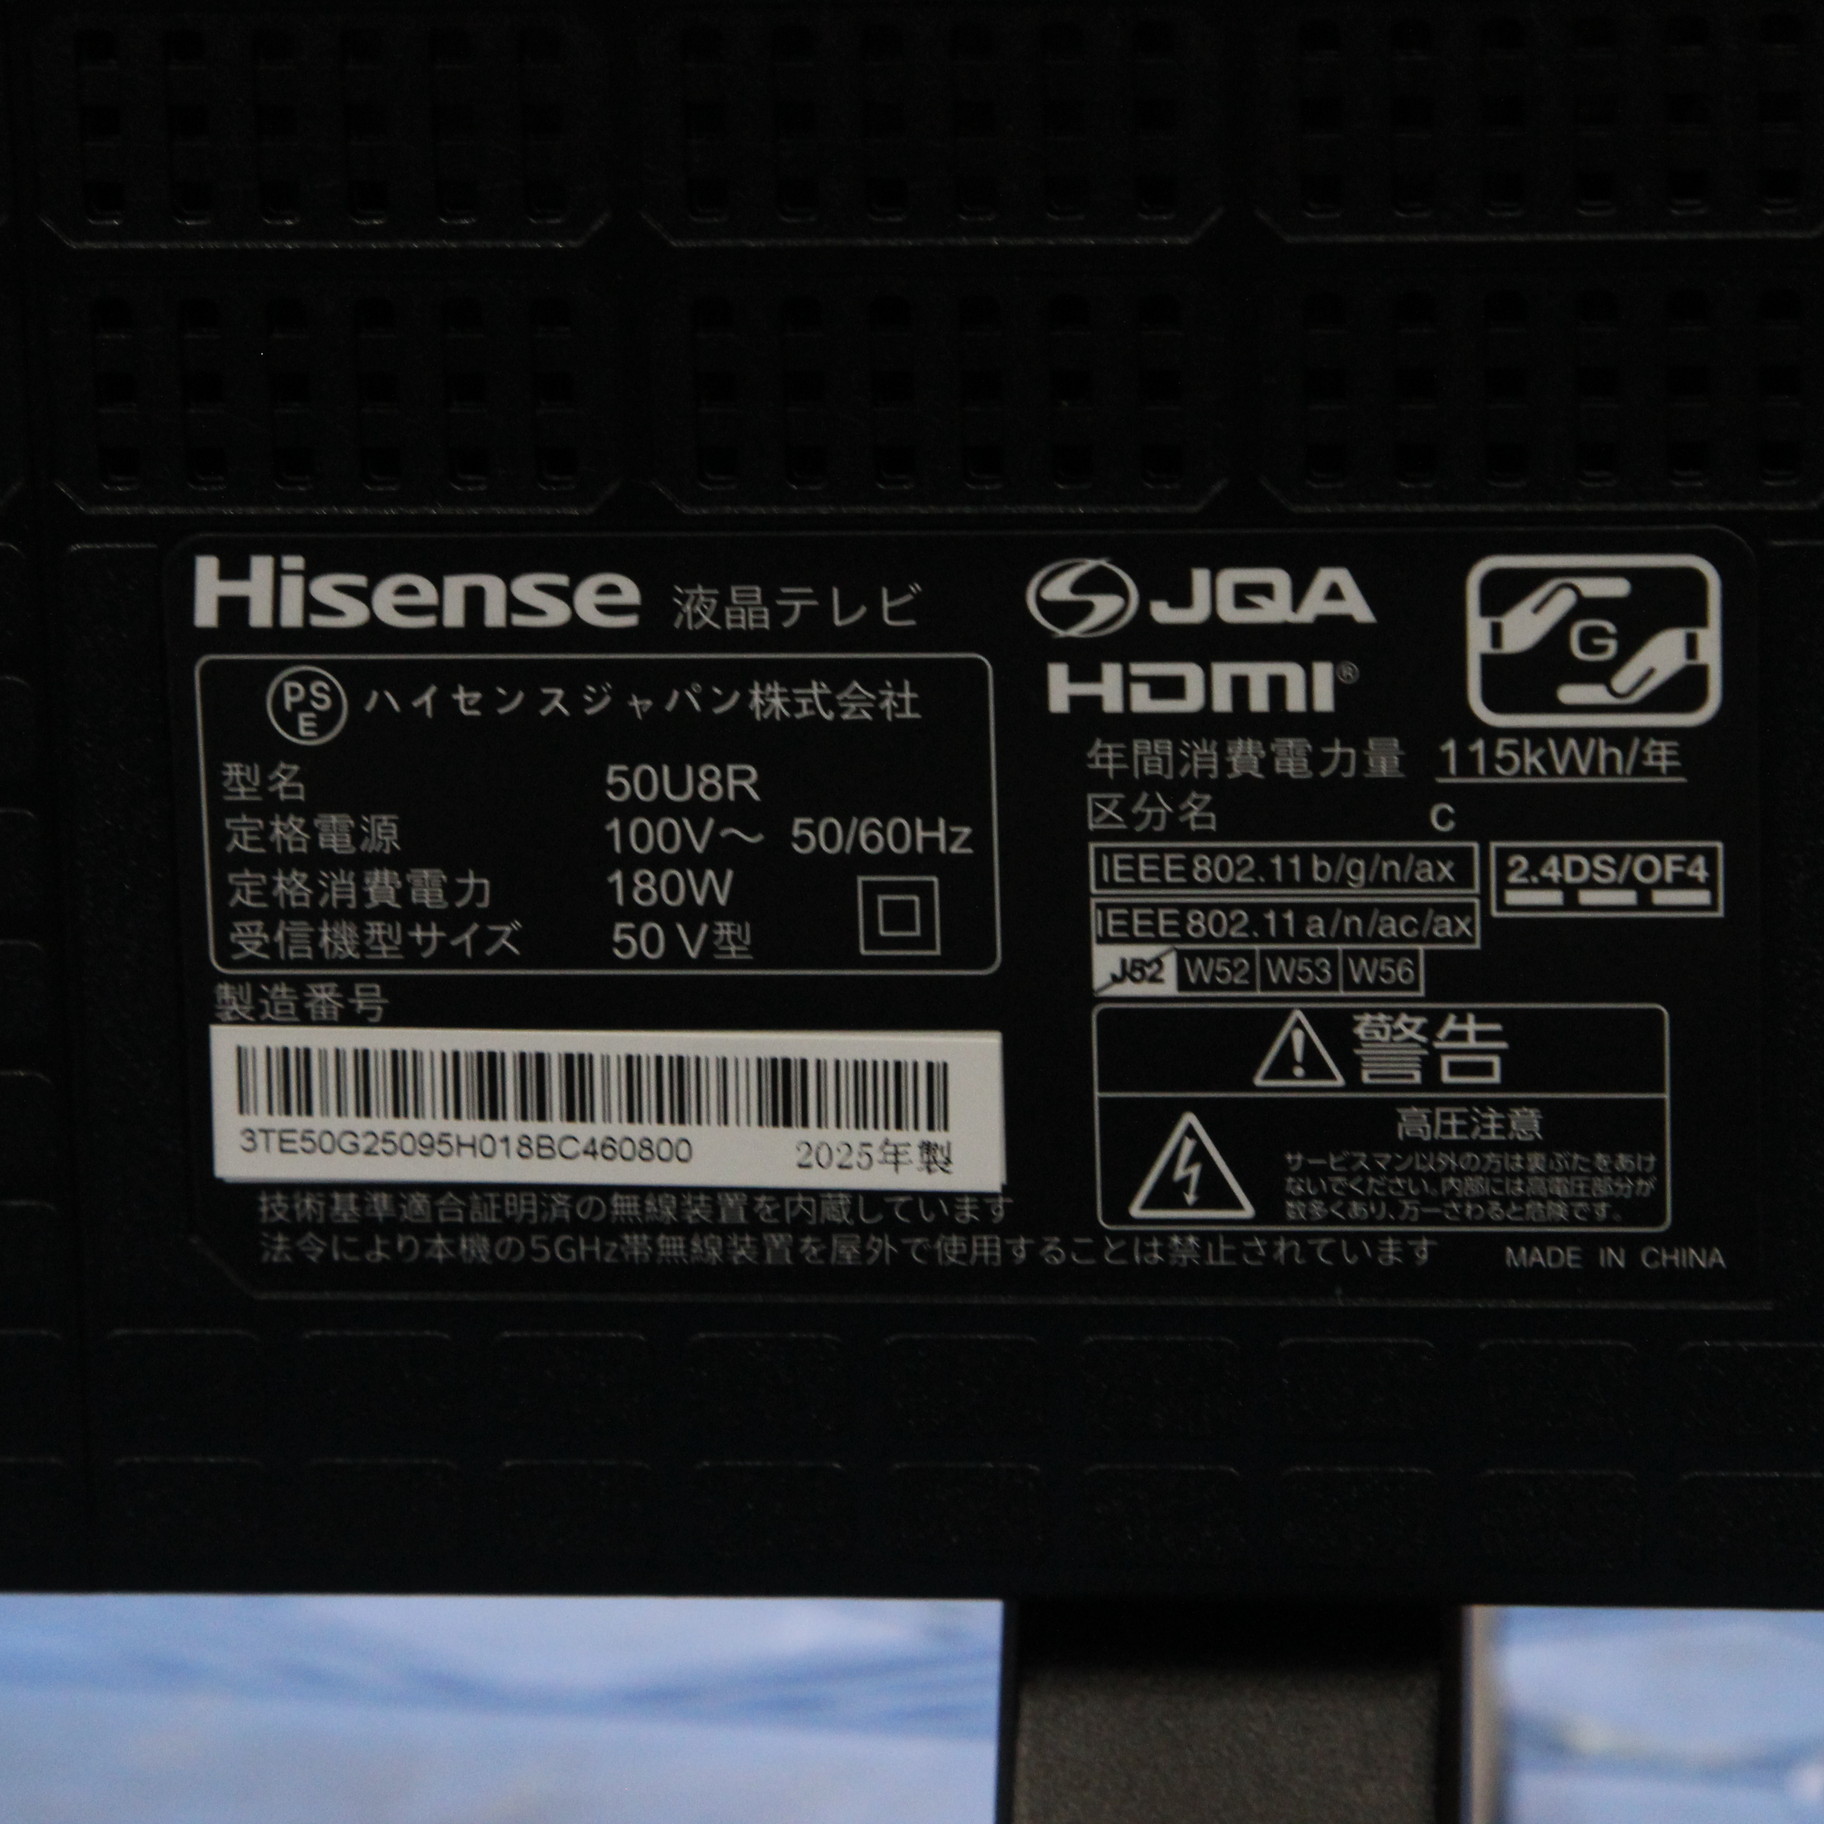 Hisense 液晶テレビ
PS
E
ハイセンスジャパン株式会社
型名 50U8R
定格電源 100V～ 50/60Hz
定格消費電力 180W
受信機型サイズ 50V型
製造番号
3TE50G25095H018BC460800 2025年製
技術基準適合証明済の無線装置を内蔵しています
法令により本機の5GHz帯無線装置を屋外で使用することは禁止されています
JQA
HDMI®
G
年間消費電力量 115kWh/年
区分名 C
IEEE802.11b/g/n/ax 2.4DS/OF4
IEEE802.11a/n/ac/ax
J52 W52 W53 W56
警告
高圧注意
サービスマン以外の方は裏ぶたをあけ
ないでください。内部には高電圧部分が
数多くあり、万一さわると危険です。
MADE IN CHINA